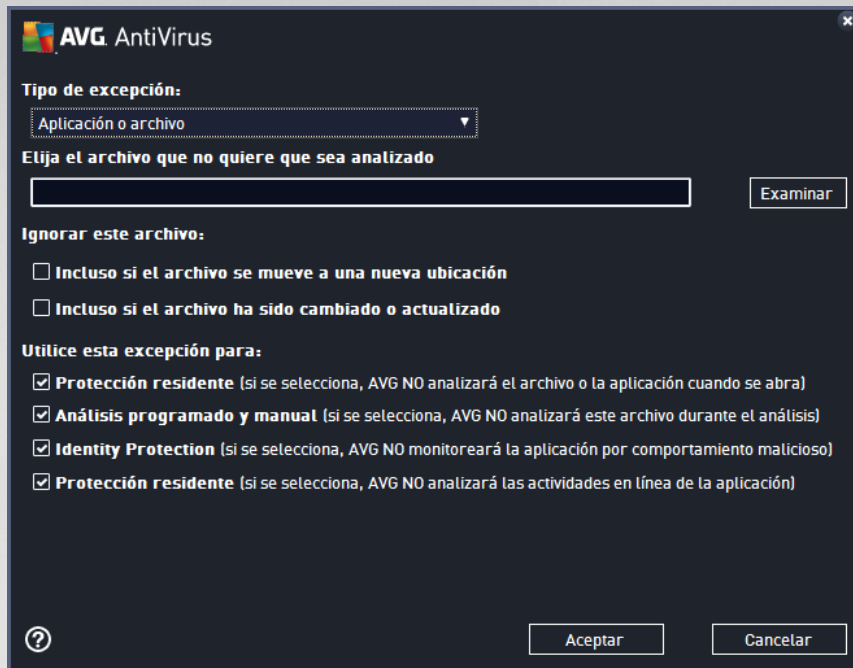 AVG. AntiVirus
Tipo de excepción:
Aplicación o archivo
Elija el archivo que no quiere que sea analizado
Examinar
Ignorar este archivo:
Incluso si el archivo se mueve a una nueva ubicación
Incluso si el archivo ha sido cambiado o actualizado
Utilice esta excepción para:
Protección residente (si se selecciona, AVG NO analizará el archivo o la aplicación cuando se abra)
Análisis programado y manual (si se selecciona, AVG NO analizará este archivo durante el análisis)
Identity Protection (si se selecciona, AVG NO monitoreará la aplicación por comportamiento malicioso)
Protección residente (si se selecciona, AVG NO analizará las actividades en línea de la aplicación)
Aceptar
Cancelar